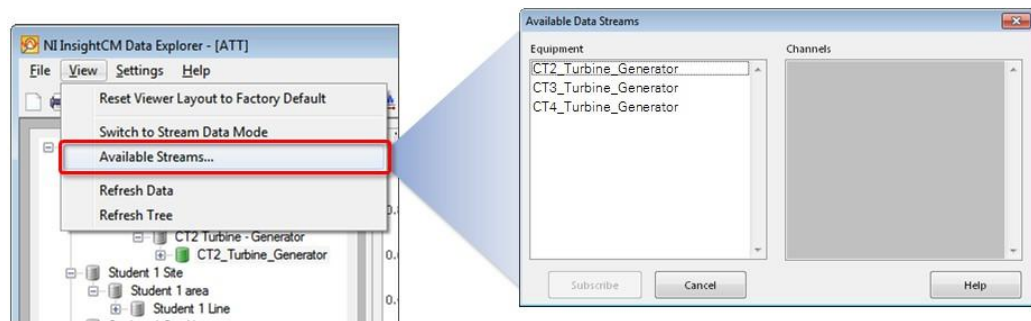 NI InsightCM Data Explorer - [ATT]
File View Settings Help
Reset Viewer Layout to Factory Default
Switch to Stream Data Mode
Available Streams...
Refresh Data
Refresh Tree
CT2 Turbine - Generator
CT2_Turbine_Generator
Student 1 Site
Student 1 area
Student 1 Line
Available Data Streams
Equipment Channels
CT2_Turbine_Generator
CT3_Turbine_Generator
CT4_Turbine_Generator
Subscribe Cancel Help